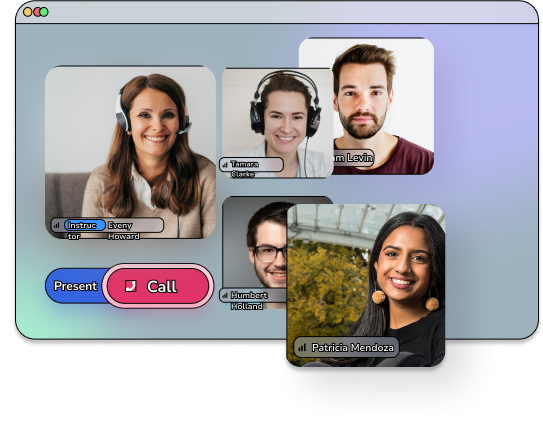 Tamara
Clarke
am Levin
Instruc
tor
Eveny
Howard
Present
Call
Humbert
Holland
Patricia Mendoza